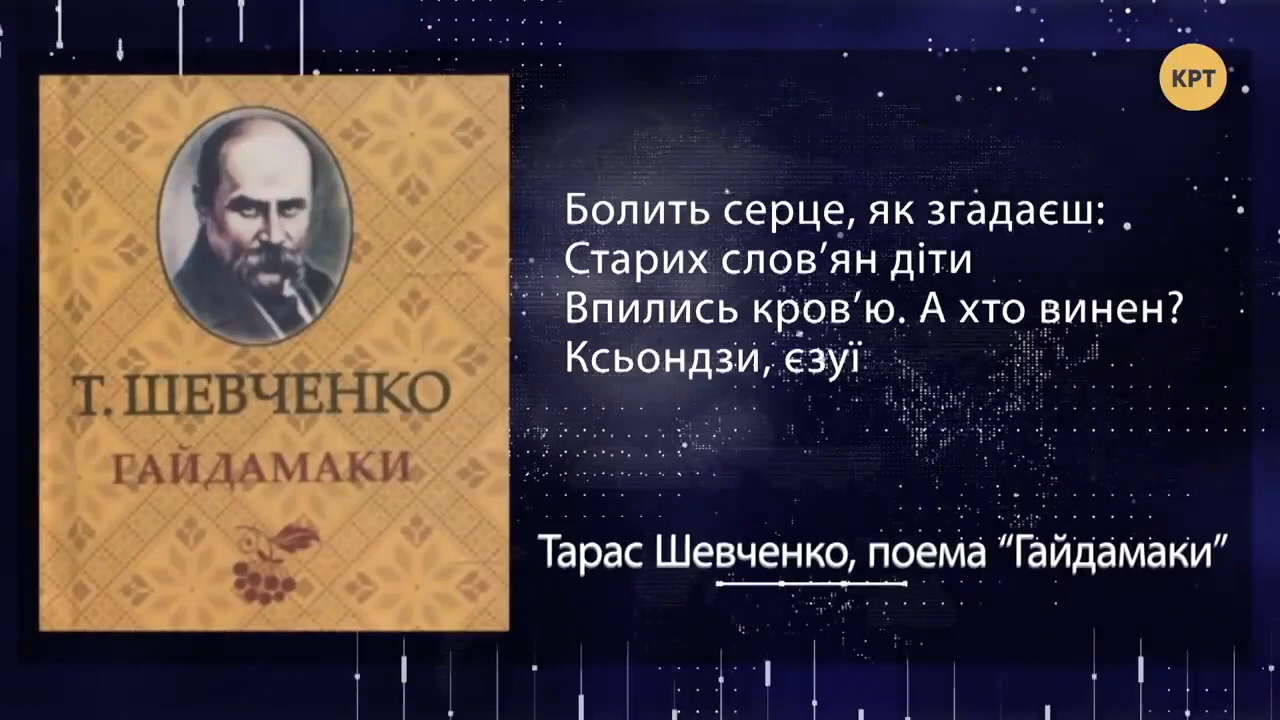 КРТ
Т. ШЕВЧЕНКО
ГАЙДАМАКИ
Болить серце, як згадаєш:
Старих слов’ян діти
Впились кров’ю. А хто винен?
Ксьондзи, єзуї
Тарас Шевченко, поема “Гайдамаки”